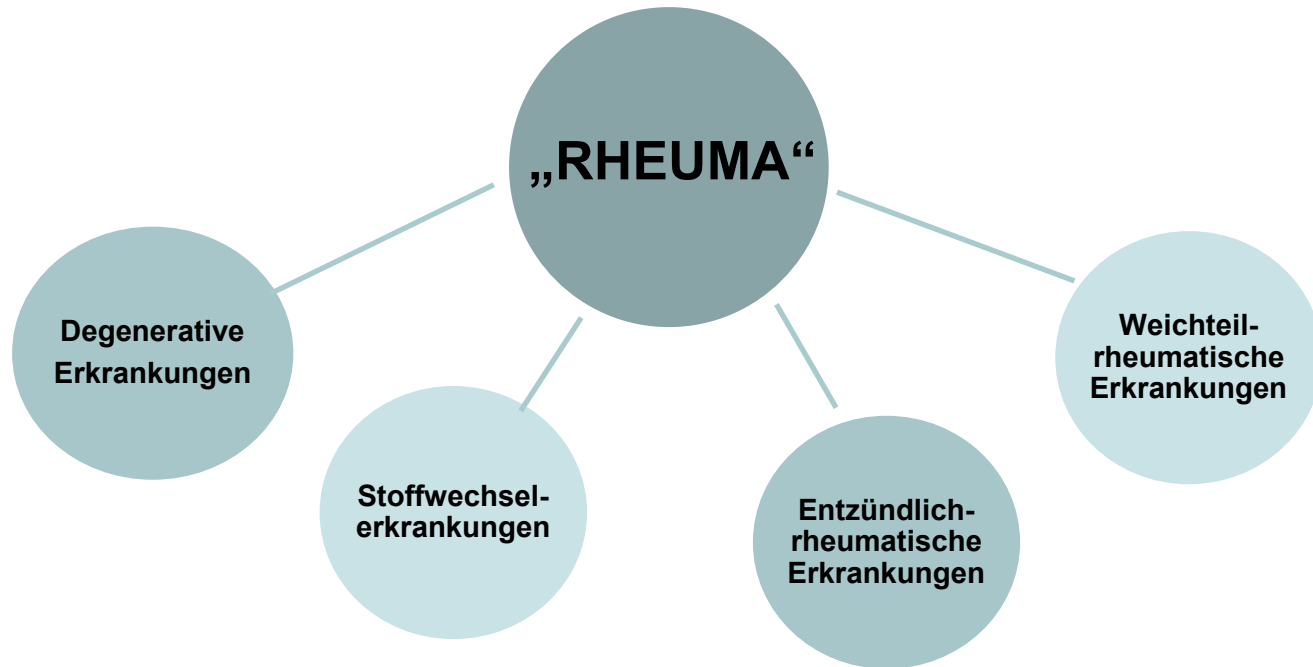 „RHEUMA“
Degenerative
Erkrankungen
Stoffwechsel-
erkrankungen
Entzündlich-
rheumatische
Erkrankungen
Weichteil-
rheumatische
Erkrankungen